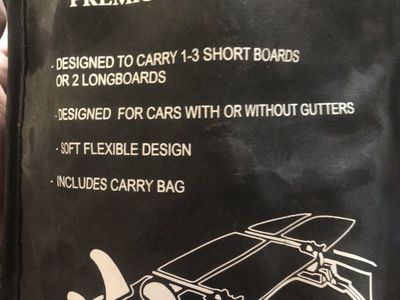 - DESIGNED TO CARRY 1-3 SHORT BOARDS
OR 2 LONGBOARDS
- DESIGNED FOR CARS WITH OR WITHOUT GUTTERS
- SOFT FLEXIBLE DESIGN
- INCLUDES CARRY BAG